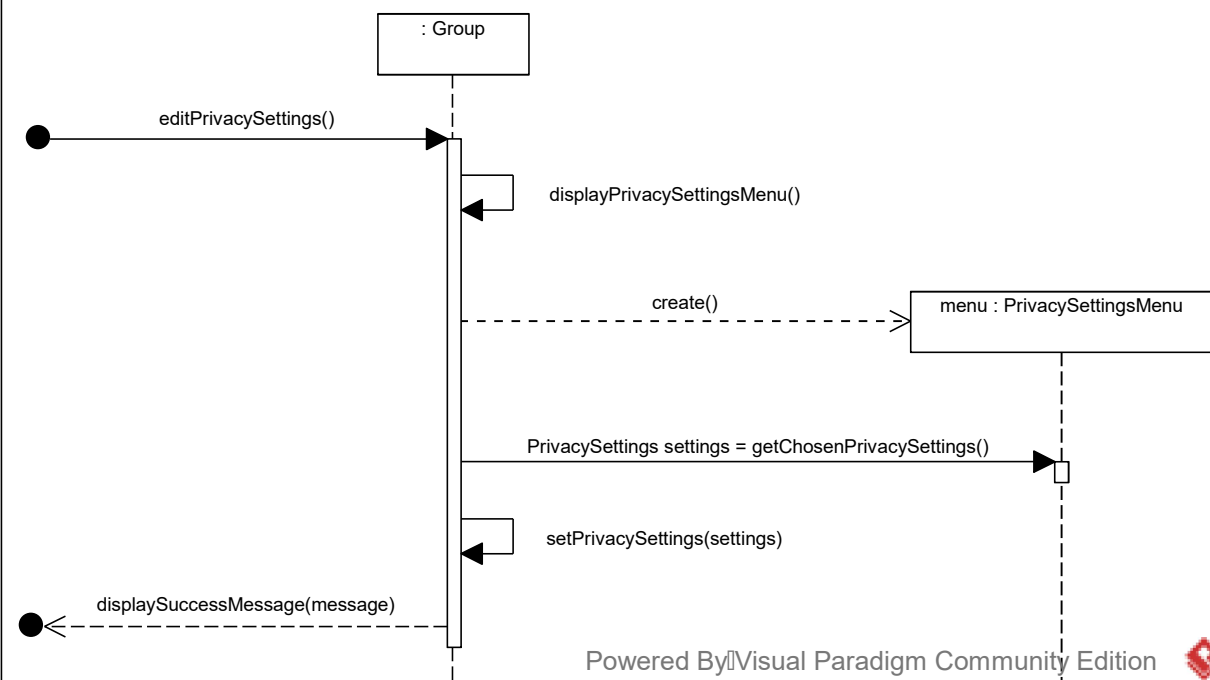 : Group
editPrivacySettings()
displayPrivacySettingsMenu()
create()
menu : PrivacySettingsMenu
PrivacySettings settings = getChosenPrivacySettings()
setPrivacySettings(settings)
displaySuccessMessage(message)
Powered By Visual Paradigm Community Edition